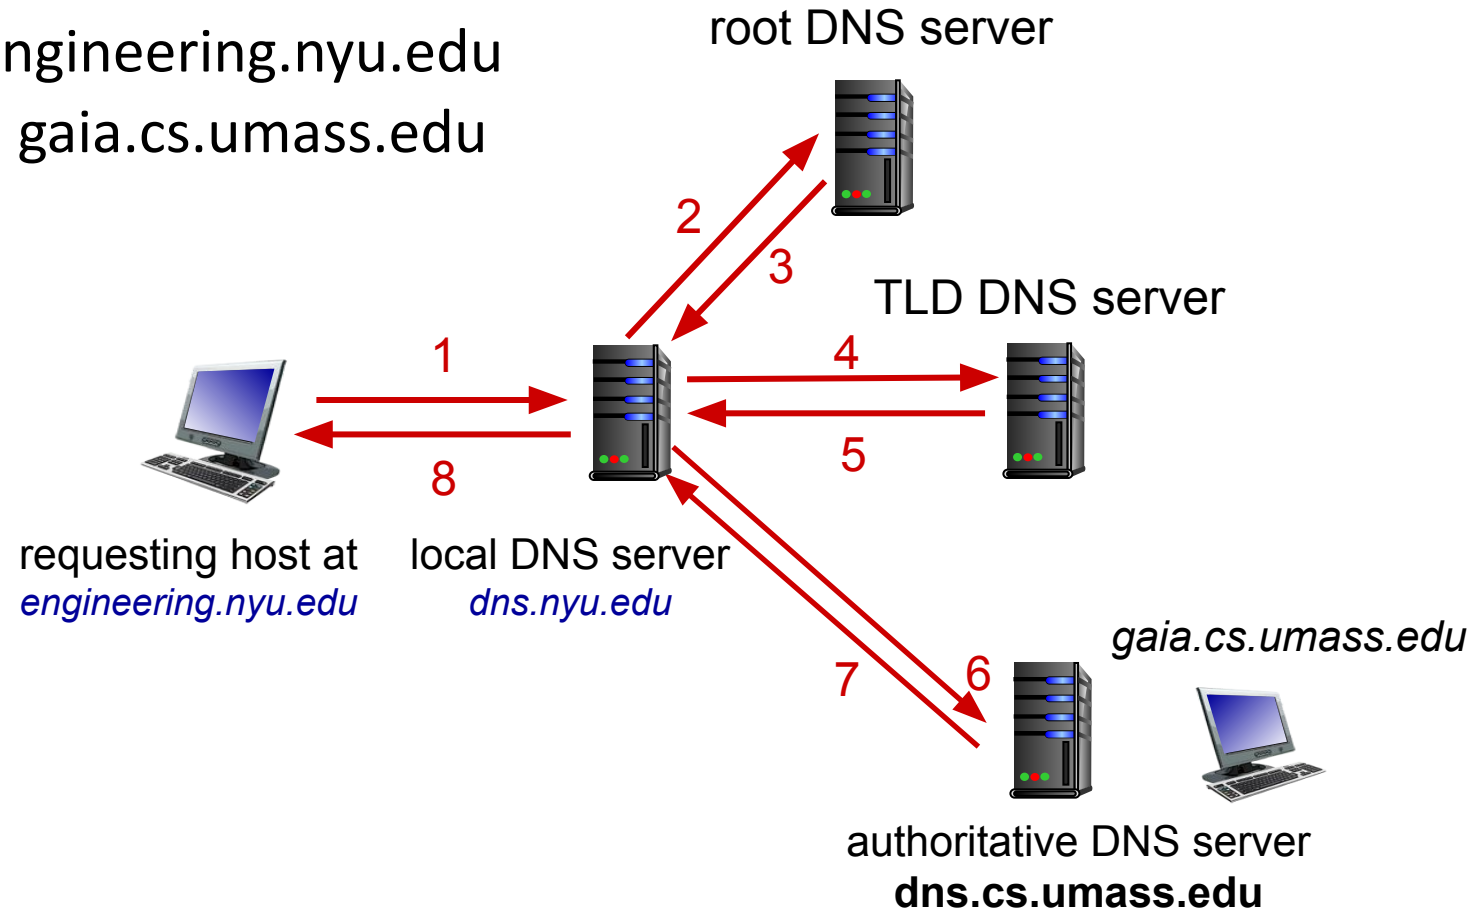 ngineering.nyu.edu
gaia.cs.umass.edu
root DNS server
2
3
TLD DNS server
1
4
5
8
requesting host at
engineering.nyu.edu
local DNS server
dns.nyu.edu
gaia.cs.umass.edu
6
7
authoritative DNS server
dns.cs.umass.edu